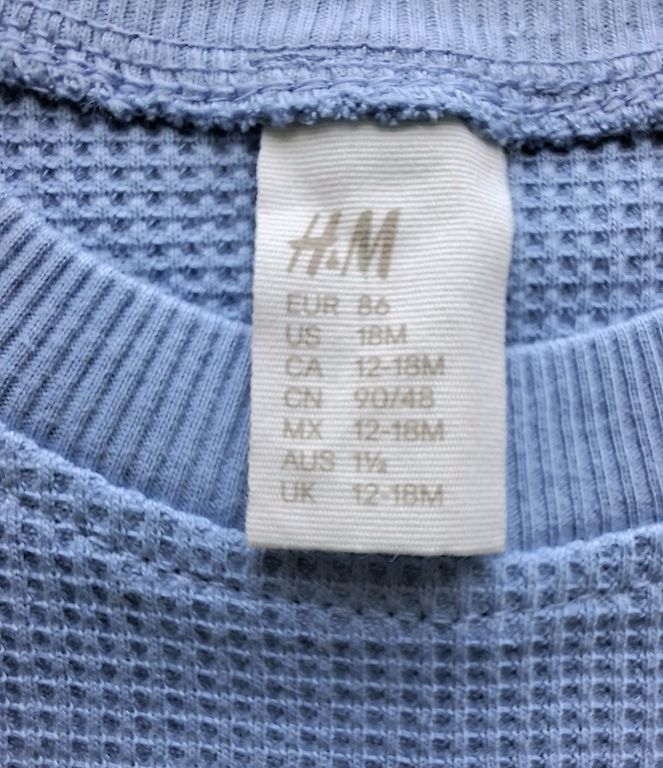 H&M
EUR 86
US 18M
CA 12-18M
CN 90/48
MX 12-18M
AUS 1½
UK 12-18M